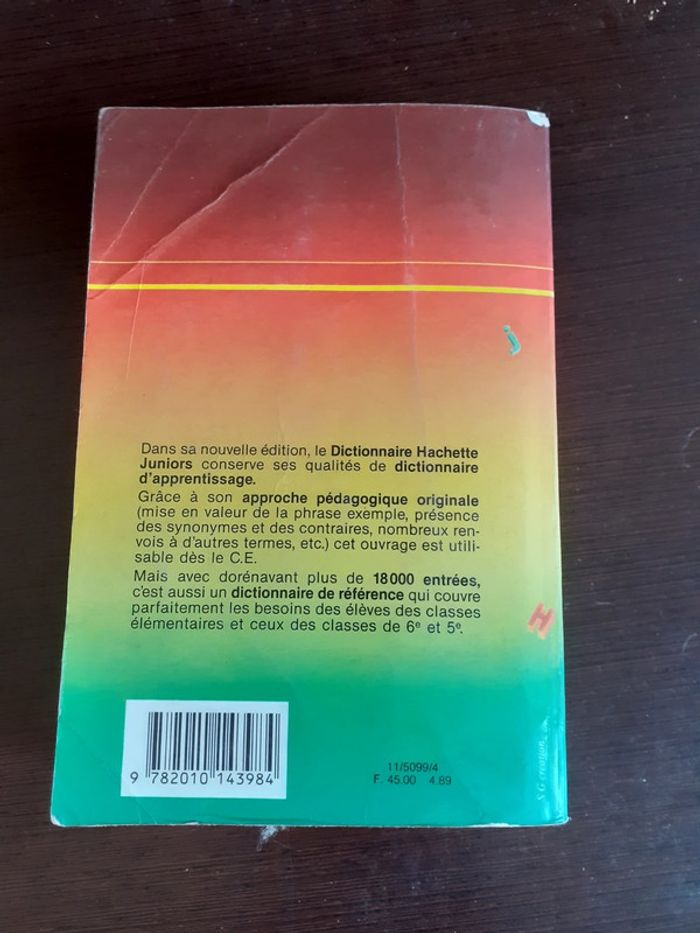 j
Dans sa nouvelle édition, le Dictionnaire Hachette
Juniors conserve ses qualités de dictionnaire
d'apprentissage.
Grâce à son approche pédagogique originale
(mise en valeur de la phrase exemple, présence
des synonymes et des contraires, nombreux ren-
vois à d'autres termes, etc.) cet ouvrage est utili-
sable dès le C.E.
Mais avec dorénavant plus de 18000 entrées,
c'est aussi un dictionnaire de référence qui couvre
parfaitement les besoins des élèves des classes
élémentaires et ceux des classes de 6e et 5e.
H
9 782010 143984
11/5099/4
F. 45.00 4.89
S G création